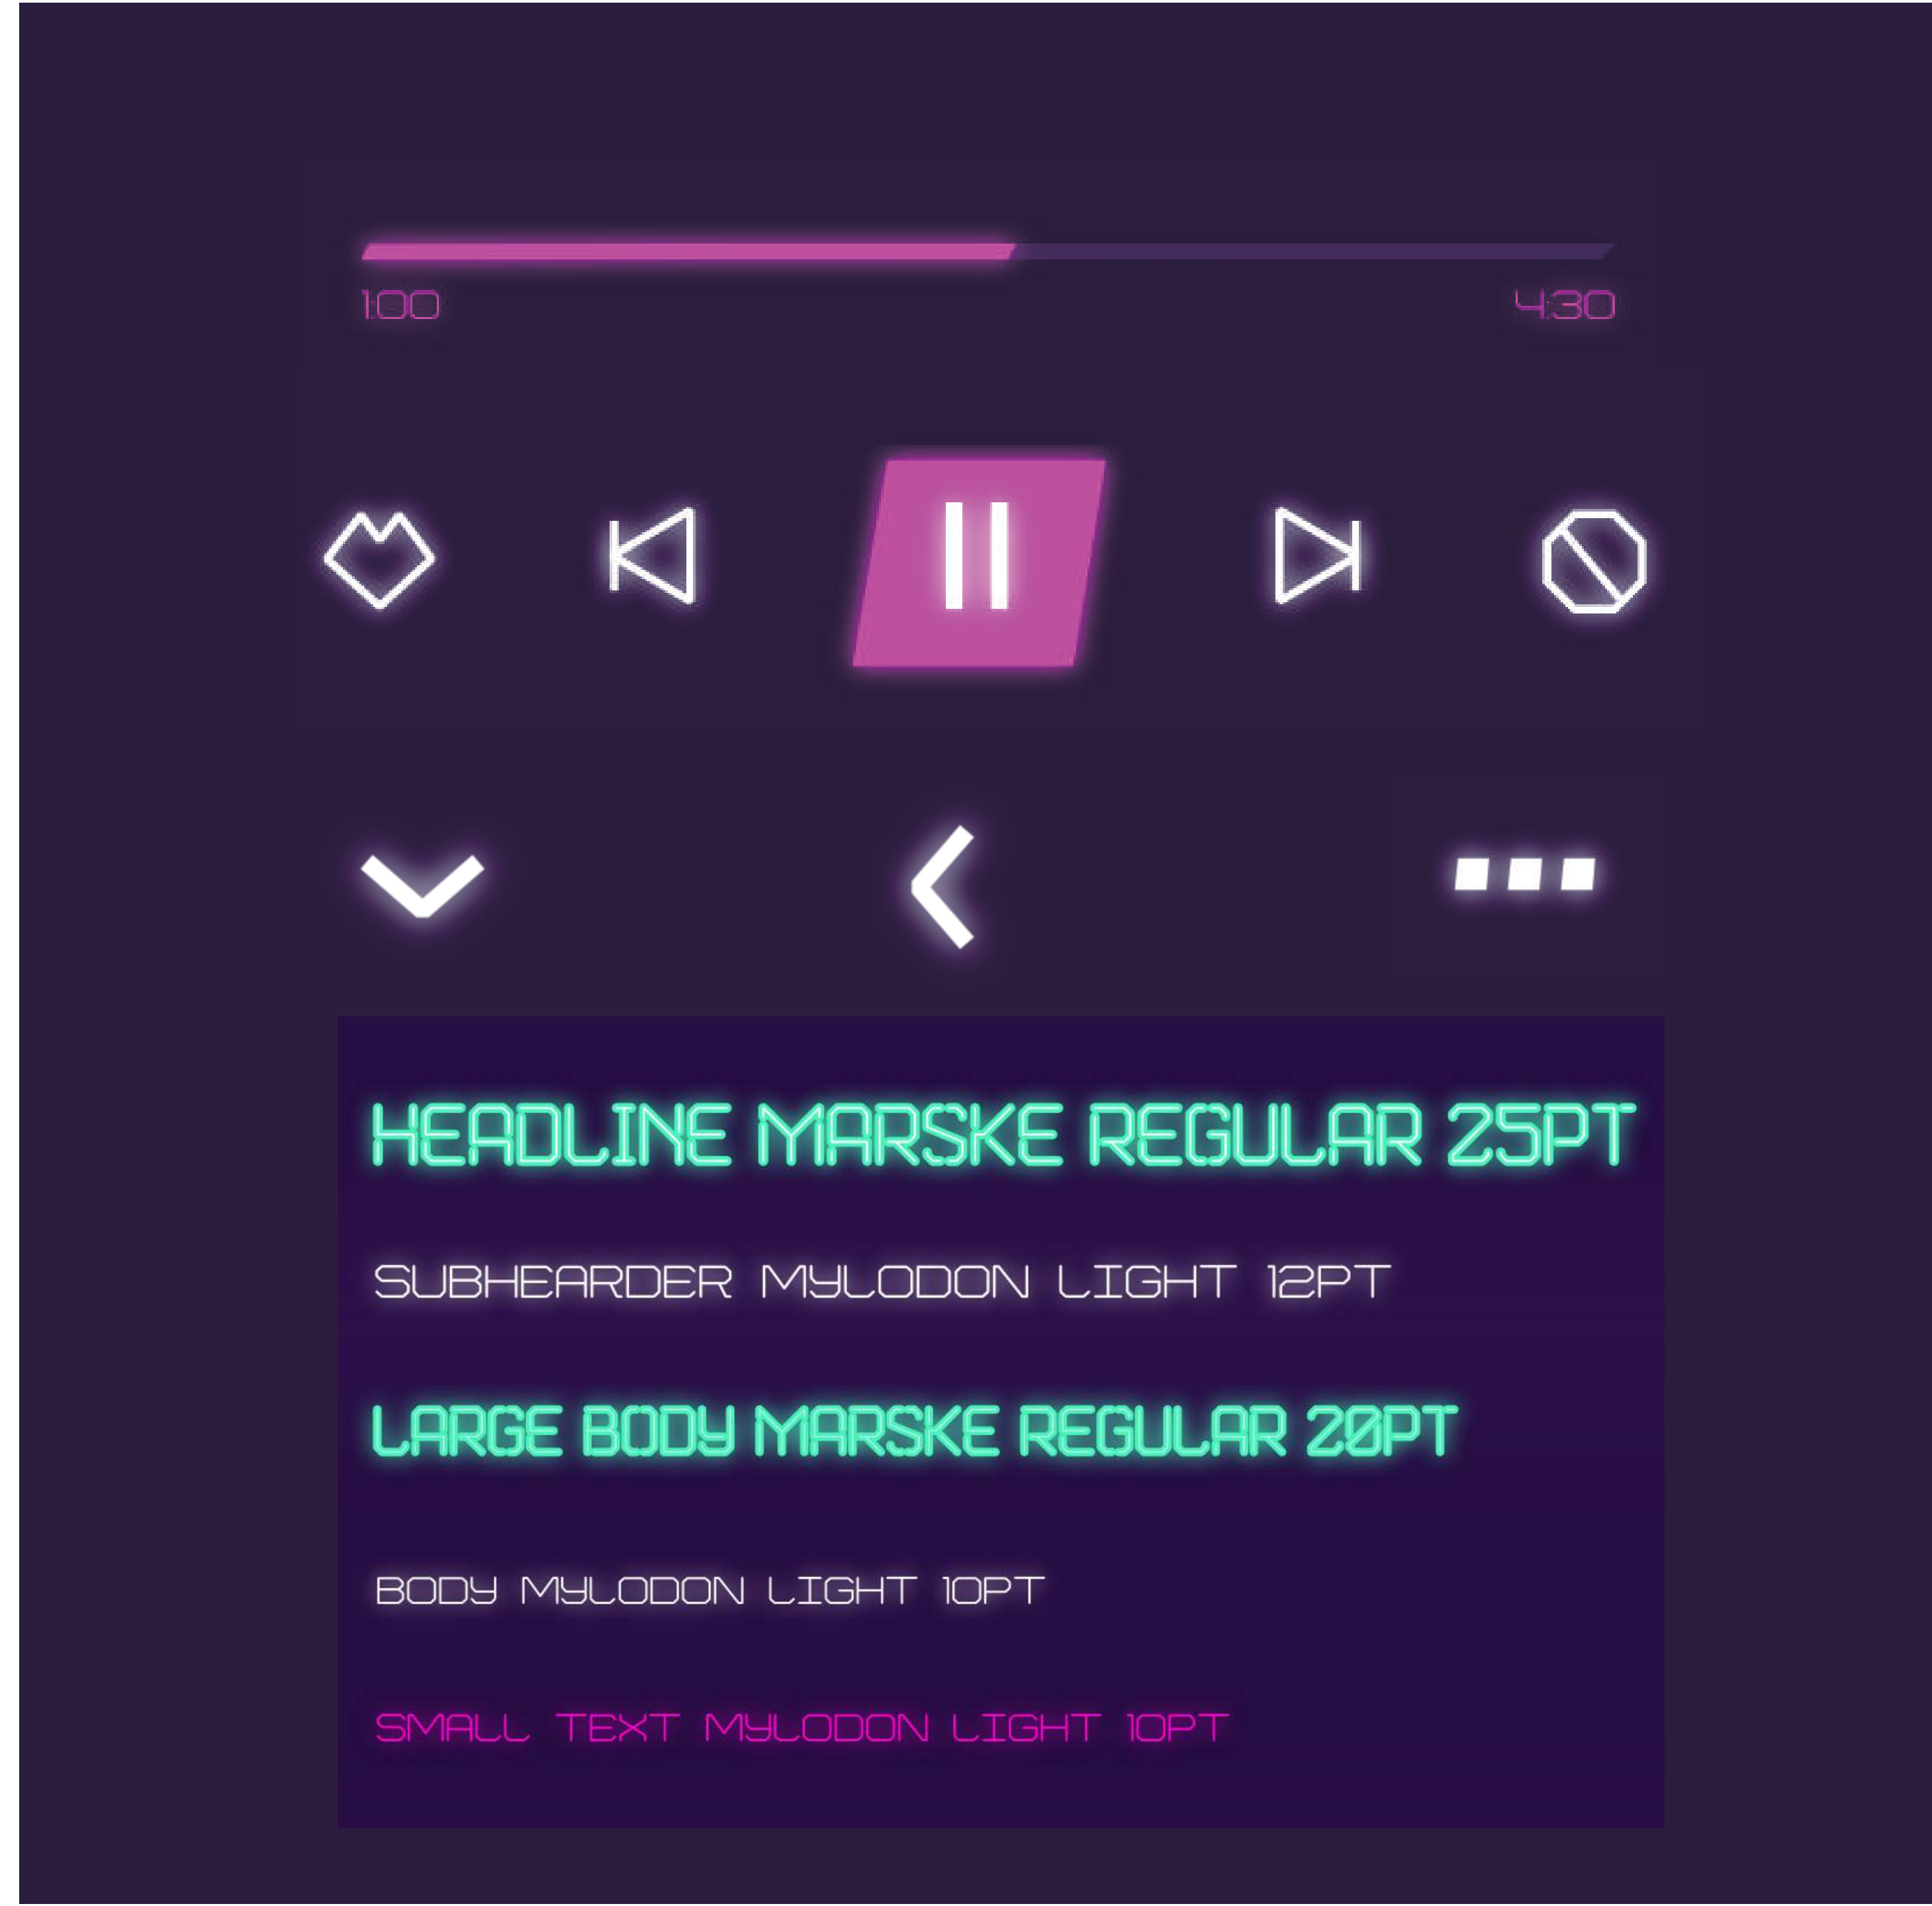 1:00
4:30
HEADLINE MARSKE REGULAR 25PT
SUBHEARDER MYLODON LIGHT 12PT
LARGE BODY MARSKE REGULAR 20PT
BODY MYLODON LIGHT 10PT
SMALL TEXT MYLODON LIGHT 10PT